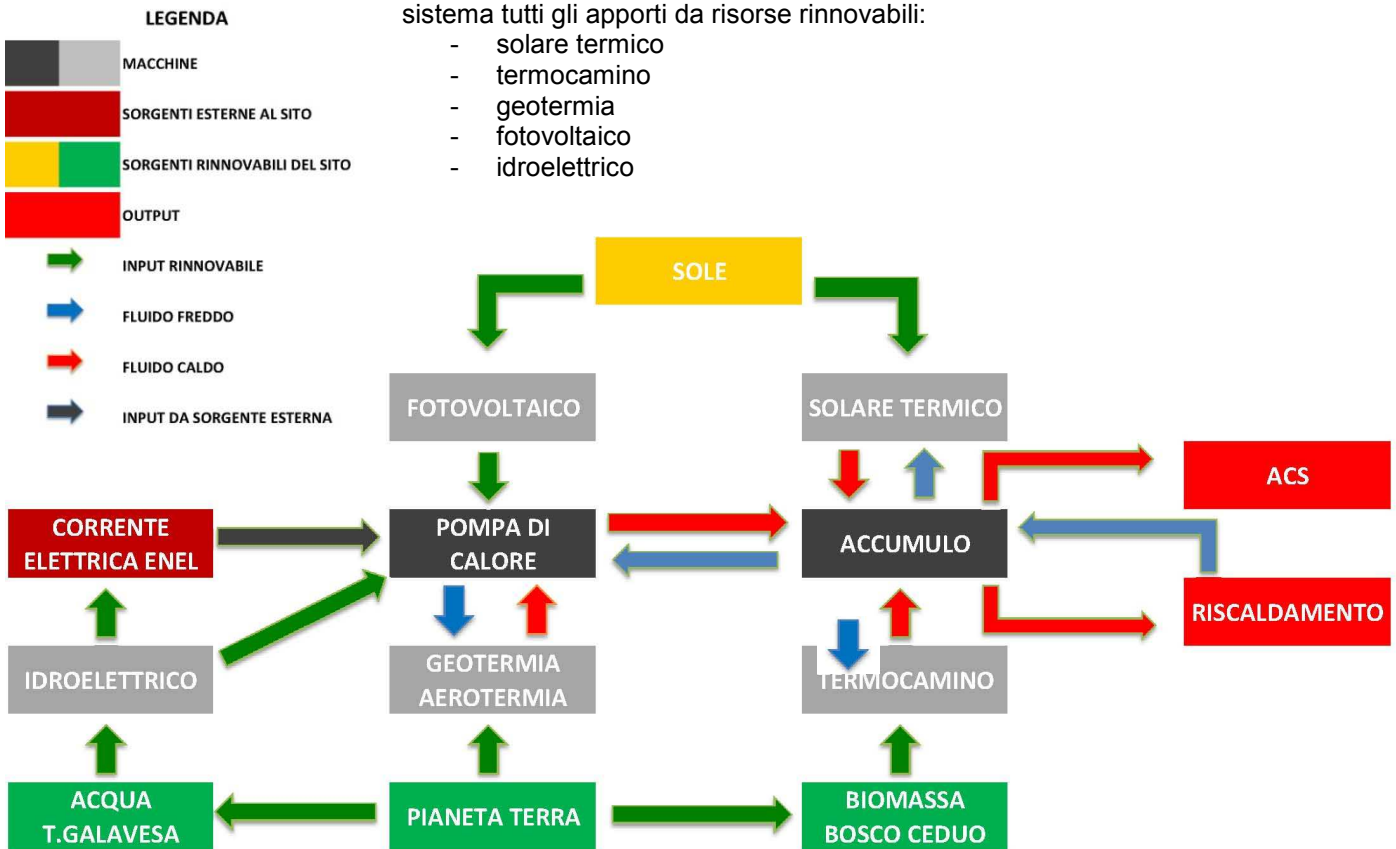 LEGENDA
MACCHINE
SORGENTI ESTERNE AL SITO
SORGENTI RINNOVABILI DEL SITO
OUTPUT
INPUT RINNOVABILE
FLUIDO FREDDO
FLUIDO CALDO
INPUT DA SORGENTE ESTERNA
sistema tutti gli apporti da risorse rinnovabili:
- solare termico
- termocamino
- geotermia
- fotovoltaico
- idroelettrico
SOLE
FOTOVOLTAICO
SOLARE TERMICO
ACS
CORRENTE
ELETTRICA ENEL
POMPA DI
CALORE
ACCUMULO
RISCALDAMENTO
IDROELETTRICO
GEOTERMIA
AEROTERMIA
TERMOCAMINO
ACQUA
T.GALAVESA
PIANETA TERRA
BIOMASSA
BOSCO CEDUO